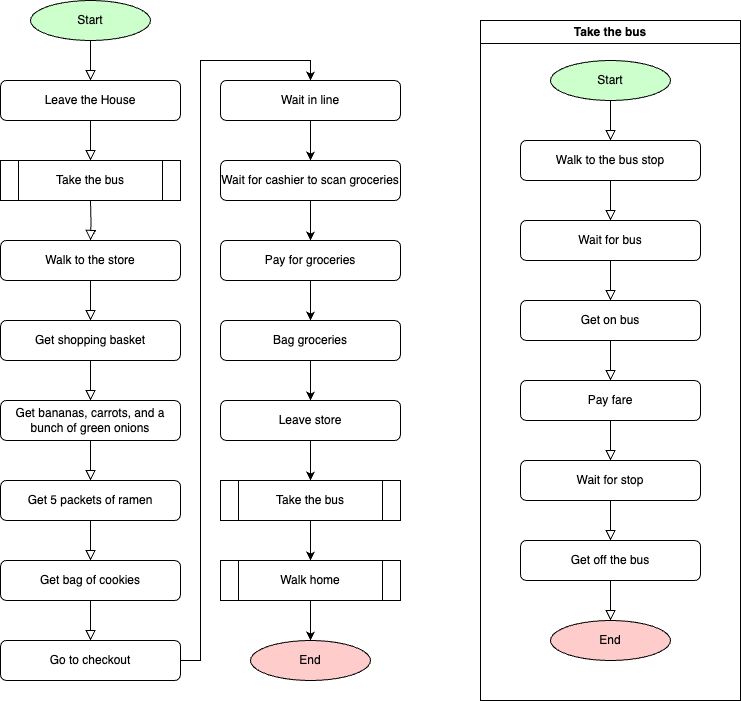 Start
Leave the House
Take the bus
Walk to the store
Get shopping basket
Get bananas, carrots, and a
bunch of green onions
Get 5 packets of ramen
Get bag of cookies
Go to checkout
Wait in line
Wait for cashier to scan groceries
Pay for groceries
Bag groceries
Leave store
Take the bus
Walk home
End
Take the bus
Start
Walk to the bus stop
Wait for bus
Get on bus
Pay fare
Wait for stop
Get off the bus
End